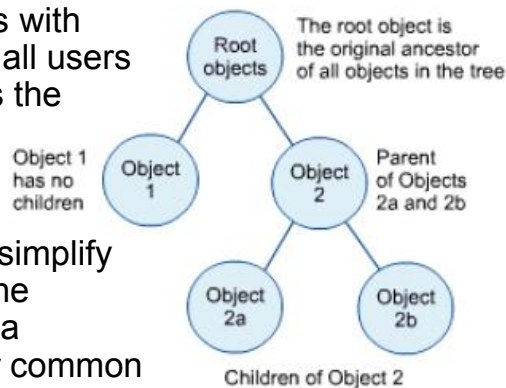 s with
all users
s the
simplify
ne
a
y common
Root
objects
The root object is
the original ancestor
of all objects in the tree
Object 1
has no
children
Object
1
Object
2
Parent
of Objects
2a and 2b
Object
2a
Object
2b
Children of Object 2